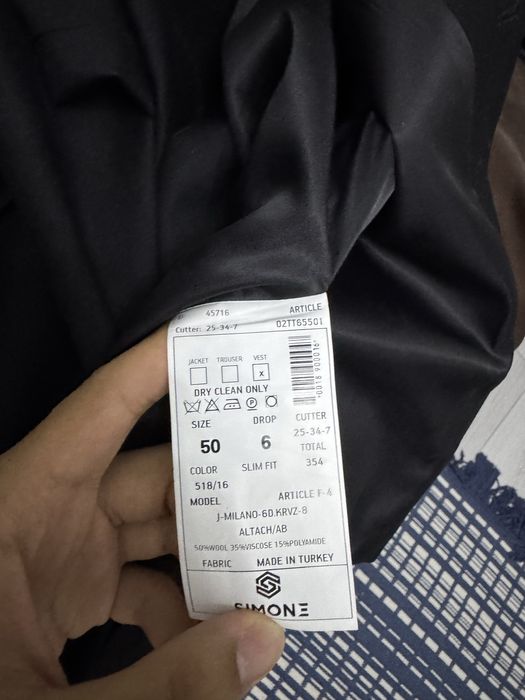 45716 ARTICLE
Cutter: 25-34-7 02TT65501
JACKET TROUSER VEST
x
DRY CLEAN ONLY
P
SIZE DROP CUTTER
50 6 25-34-7
TOTAL
COLOR SLIM FIT 354
518/16
MODEL ARTICLE F-4
J-MILANO-6D.KRVZ-8
ALTACH/AB
50%WOOL 35%VISCOSE 15%POLYAMIDE
FABRIC MADE IN TURKEY
SIMONE